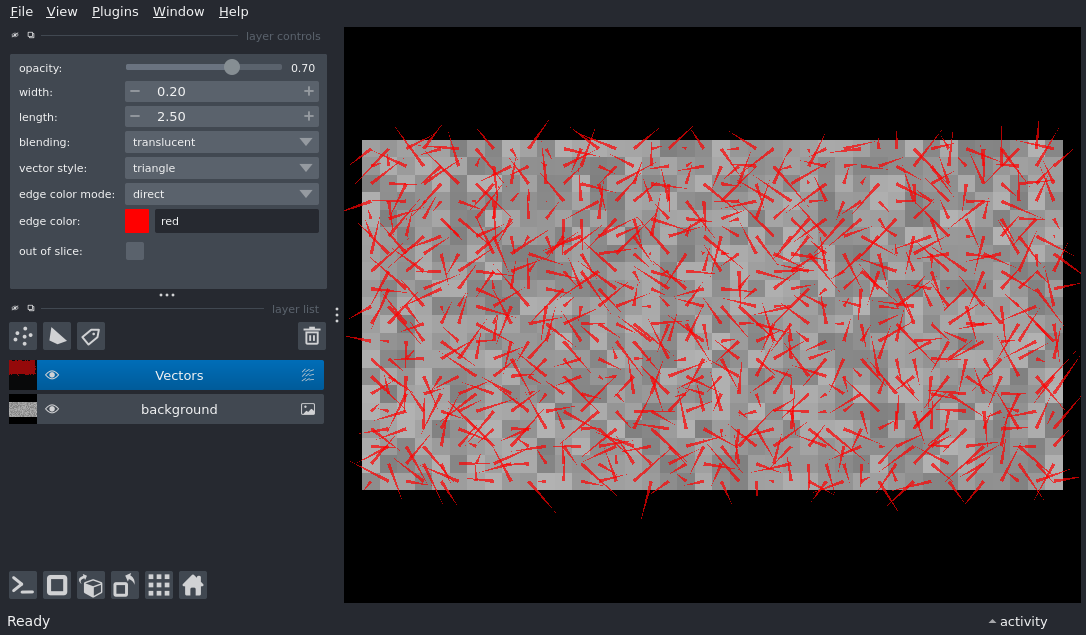 File View Plugins Window Help
layer controls
opacity: 0.70
width: − 0.20 +
length: − 2.50 +
blending: translucent
vector style: triangle
edge color mode: direct
edge color: red
out of slice:
layer list
Vectors
background
Ready
activity